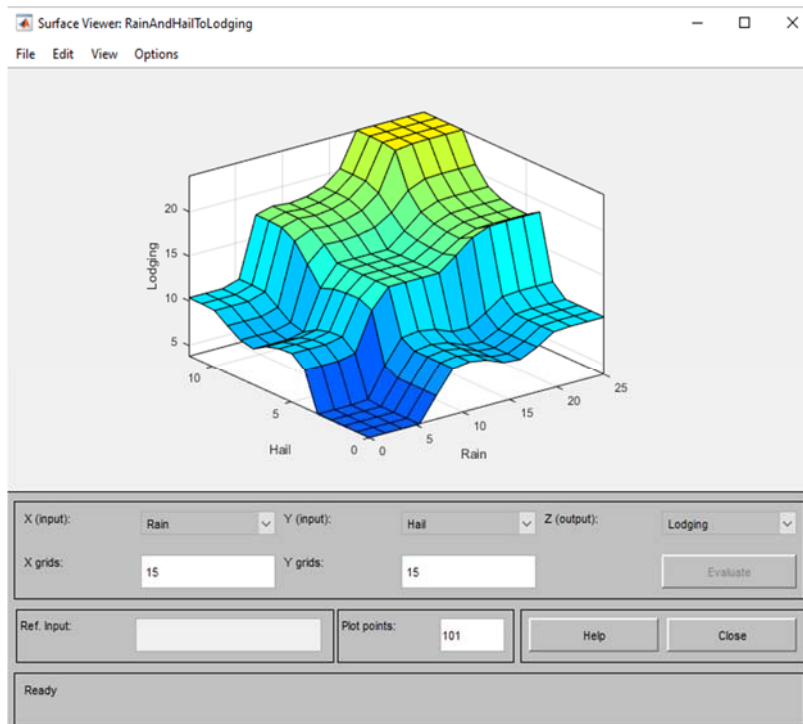 Surface Viewer: RainAndHailToLodging
File Edit View Options
20
15
10
5
Lodging
10
5
0
Hail
0
5
10
15
20
25
Rain
X (input): Rain Y (input): Hail Z (output): Lodging
X grids: 15 Y grids: 15 Evaluate
Ref. Input: Plot points: 101 Help Close
Ready